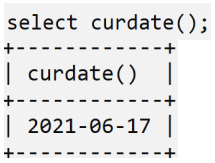 select curdate();
+------------+
| curdate()  |
+------------+
| 2021-06-17 |
+------------+